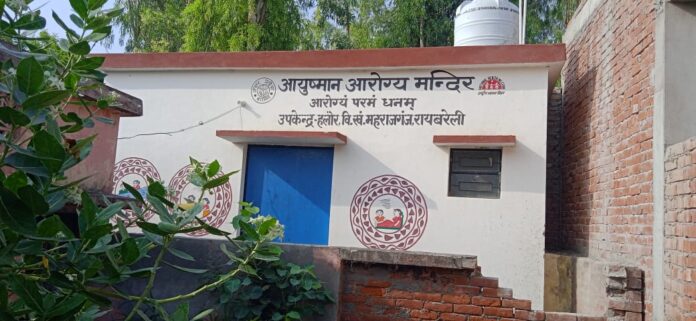 आयुष्मान आरोग्य मन्दिर
आरोग्यं परमं धनम्
उपकेन्द्र-हलोर.वि.खं.महराजगंज.रायबरेली